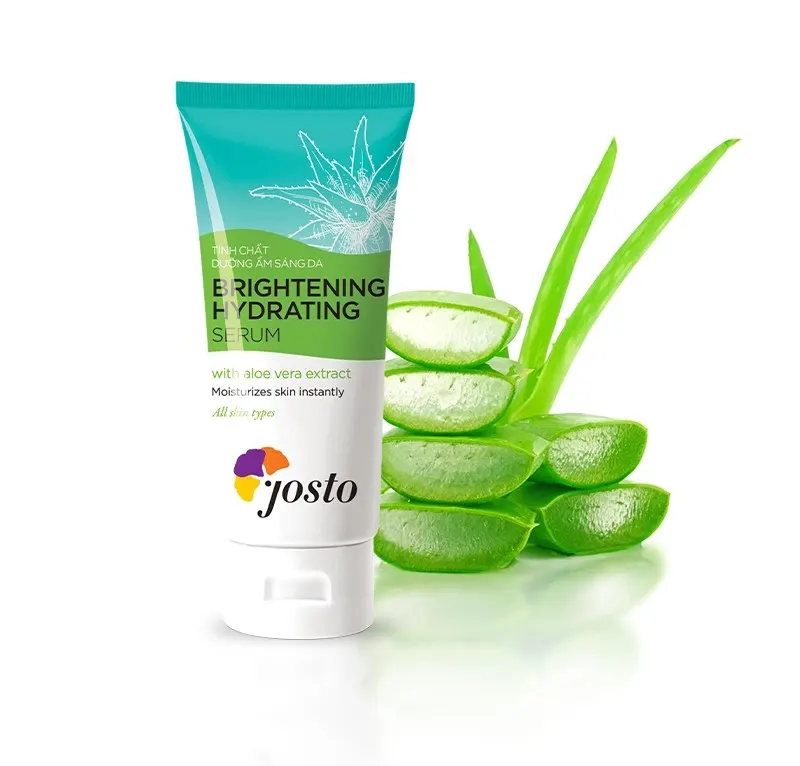 TINH CHẤT
DƯỠNG ẨM SÁNG DA
BRIGHTENING
HYDRATING
SERUM
with aloe vera extract
Moisturizes skin instantly
All skin types
josto